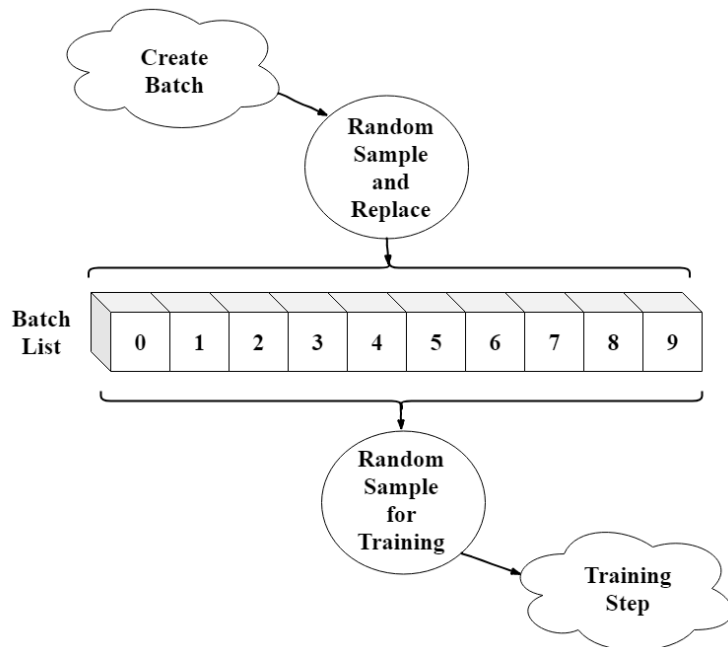 Create
Batch
Random
Sample
and
Replace
Batch
List
0 1 2 3 4 5 6 7 8 9
Random
Sample
for
Training
Training
Step